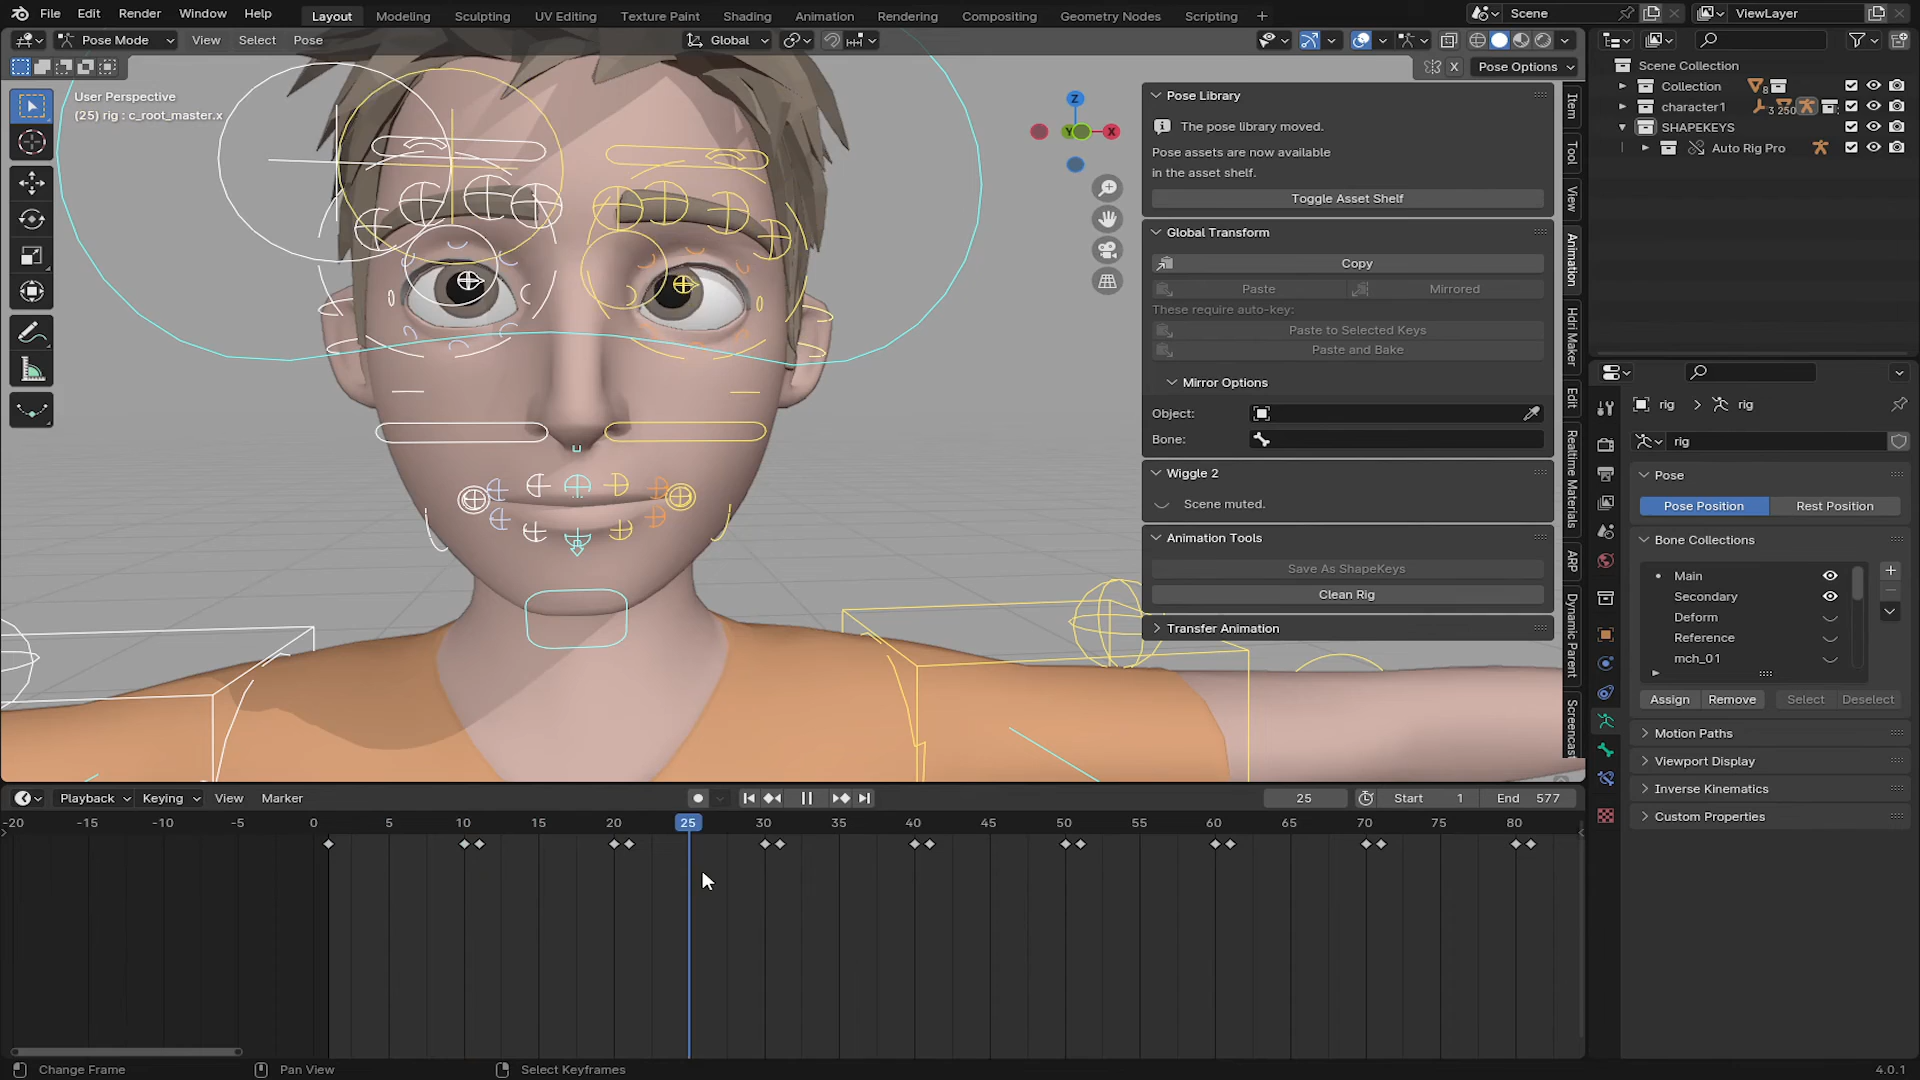 File Edit Render Window Help
Layout Modeling Sculpting UV Editing Texture Paint Shading Animation Rendering Compositing Geometry Nodes Scripting
Scene
ViewLayer
Pose Mode View Select Pose
Global
Pose Options
User Perspective
(25) rig : c_root_master.x
Z
Y
X
Pose Library
The pose library moved.
Pose assets are now available
in the asset shelf.
Toggle Asset Shelf
Global Transform
Copy
Paste
Mirrored
These require auto-key:
Paste to Selected Keys
Paste and Bake
Mirror Options
Object:
Bone:
Wiggle 2
Scene muted.
Animation Tools
Save As ShapeKeys
Clean Rig
Transfer Animation
Item
Tool
View
Animation
Hdri Maker
Edit
Realtime Materials
ARP
Dynamic Parent
Screencas
Scene Collection
Collection
8
character1
3 250
SHAPEKEYS
Auto Rig Pro
rig > rig
rig
Pose
Pose Position
Rest Position
Bone Collections
Main
Secondary
Deform
Reference
mch_01
Assign Remove Select Deselect
Motion Paths
Viewport Display
Inverse Kinematics
Custom Properties
Playback Keying View Marker
25
Start 1
End 577
-20 -15 -10 -5 0 5 10 15 20 25 30 35 40 45 50 55 60 65 70 75 80
Change Frame
Pan View
Select Keyframes
4.0.1